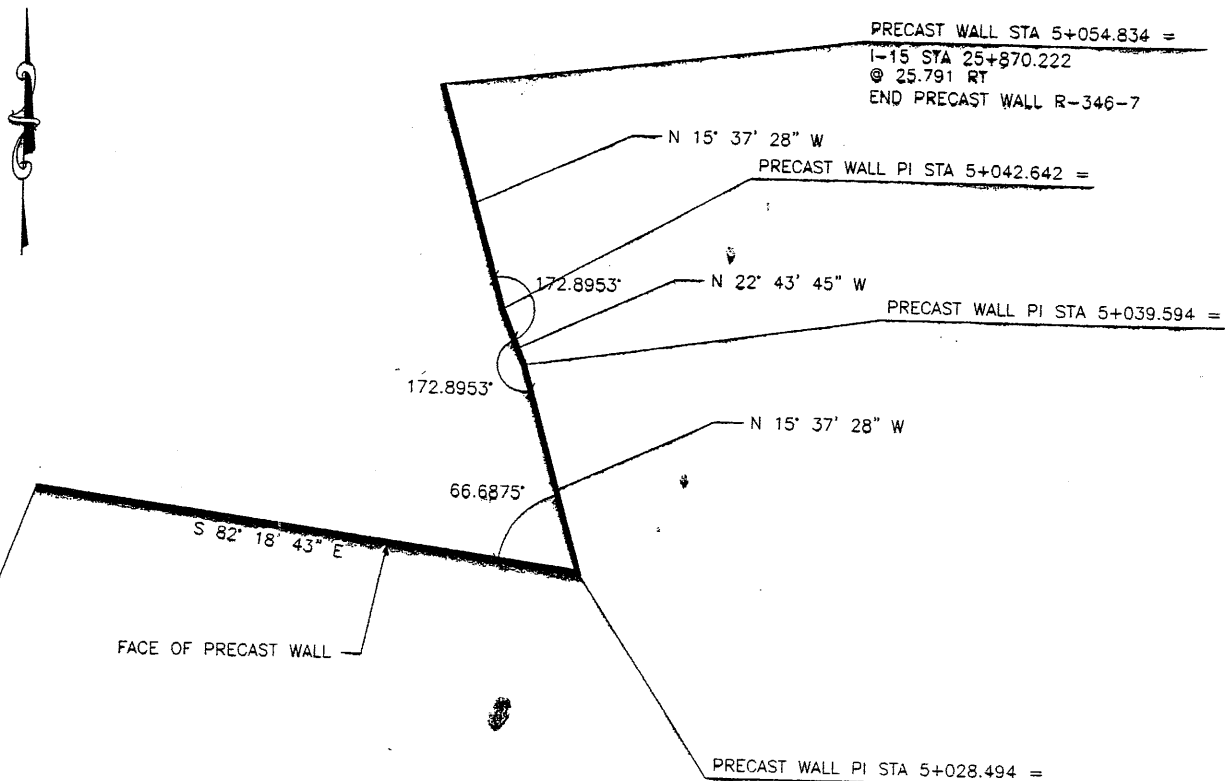 PRECAST WALL STA 5+054.834 =
I-15 STA 25+870.222
@ 25.791 RT
END PRECAST WALL R-346-7
N 15° 37' 28" W
PRECAST WALL PI STA 5+042.642 =
172.8953°
N 22° 43' 45" W
PRECAST WALL PI STA 5+039.594 =
172.8953°
N 15° 37' 28" W
66.6875°
S 82° 18' 43" E
FACE OF PRECAST WALL
PRECAST WALL PI STA 5+028.494 =